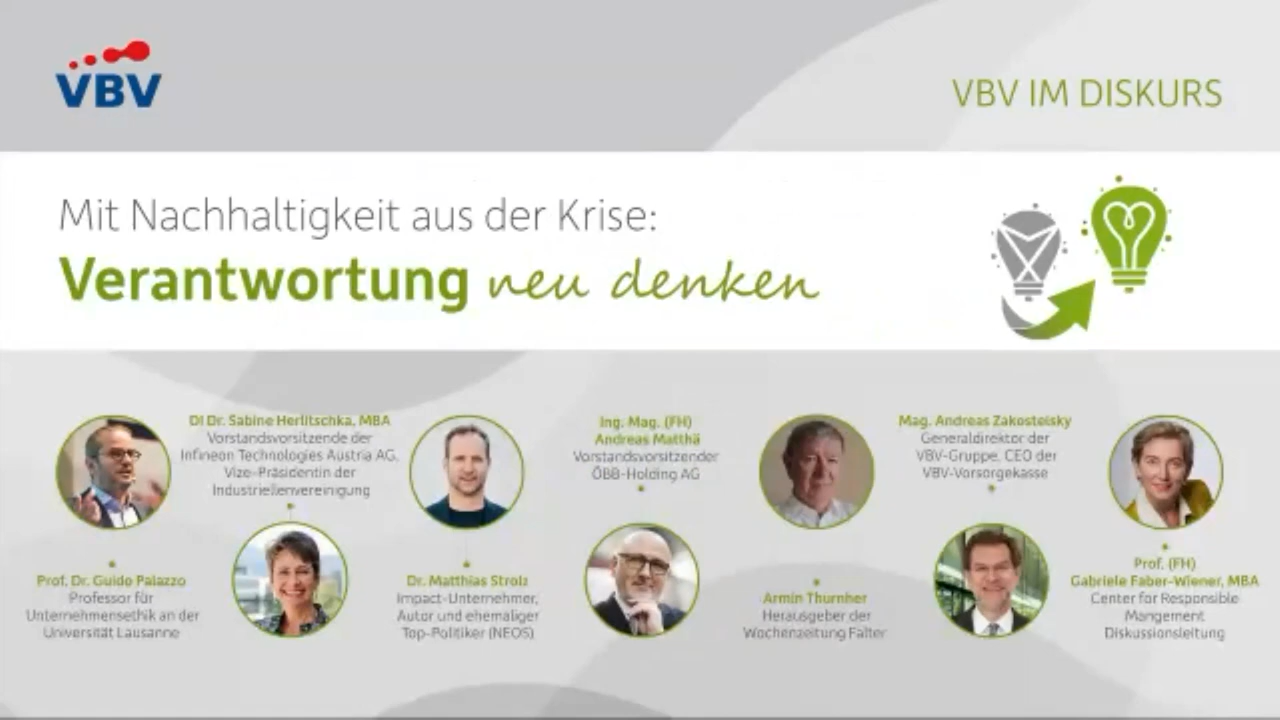 VBV
VBV IM DISKURS
Mit Nachhaltigkeit aus der Krise:
Verantwortung neu denken
Prof. Dr. Guido Palazzo
Professor für
Unternehmensethik an der
Universität Lausanne
DI Dr. Sabine Herlitschka, MBA
Vorstandsvorsitzende der
Infineon Technologies Austria AG,
Vize-Präsidentin der
Industriellenvereinigung
Dr. Matthias Strolz
Impact-Unternehmer,
Autor und ehemaliger
Top-Politiker (NEOS)
Ing. Mag. (FH)
Andreas Matthä
Vorstandsvorsitzender
ÖBB-Holding AG
Armin Thurnher
Herausgeber der
Wochenzeitung Falter
Mag. Andreas Zakostelsky
Generaldirektor der
VBV-Gruppe, CEO der
VBV-Vorsorgekasse
Prof. (FH)
Gabriele Faber-Wiener, MBA
Center for Responsible
Mangement
Diskussionsleitung